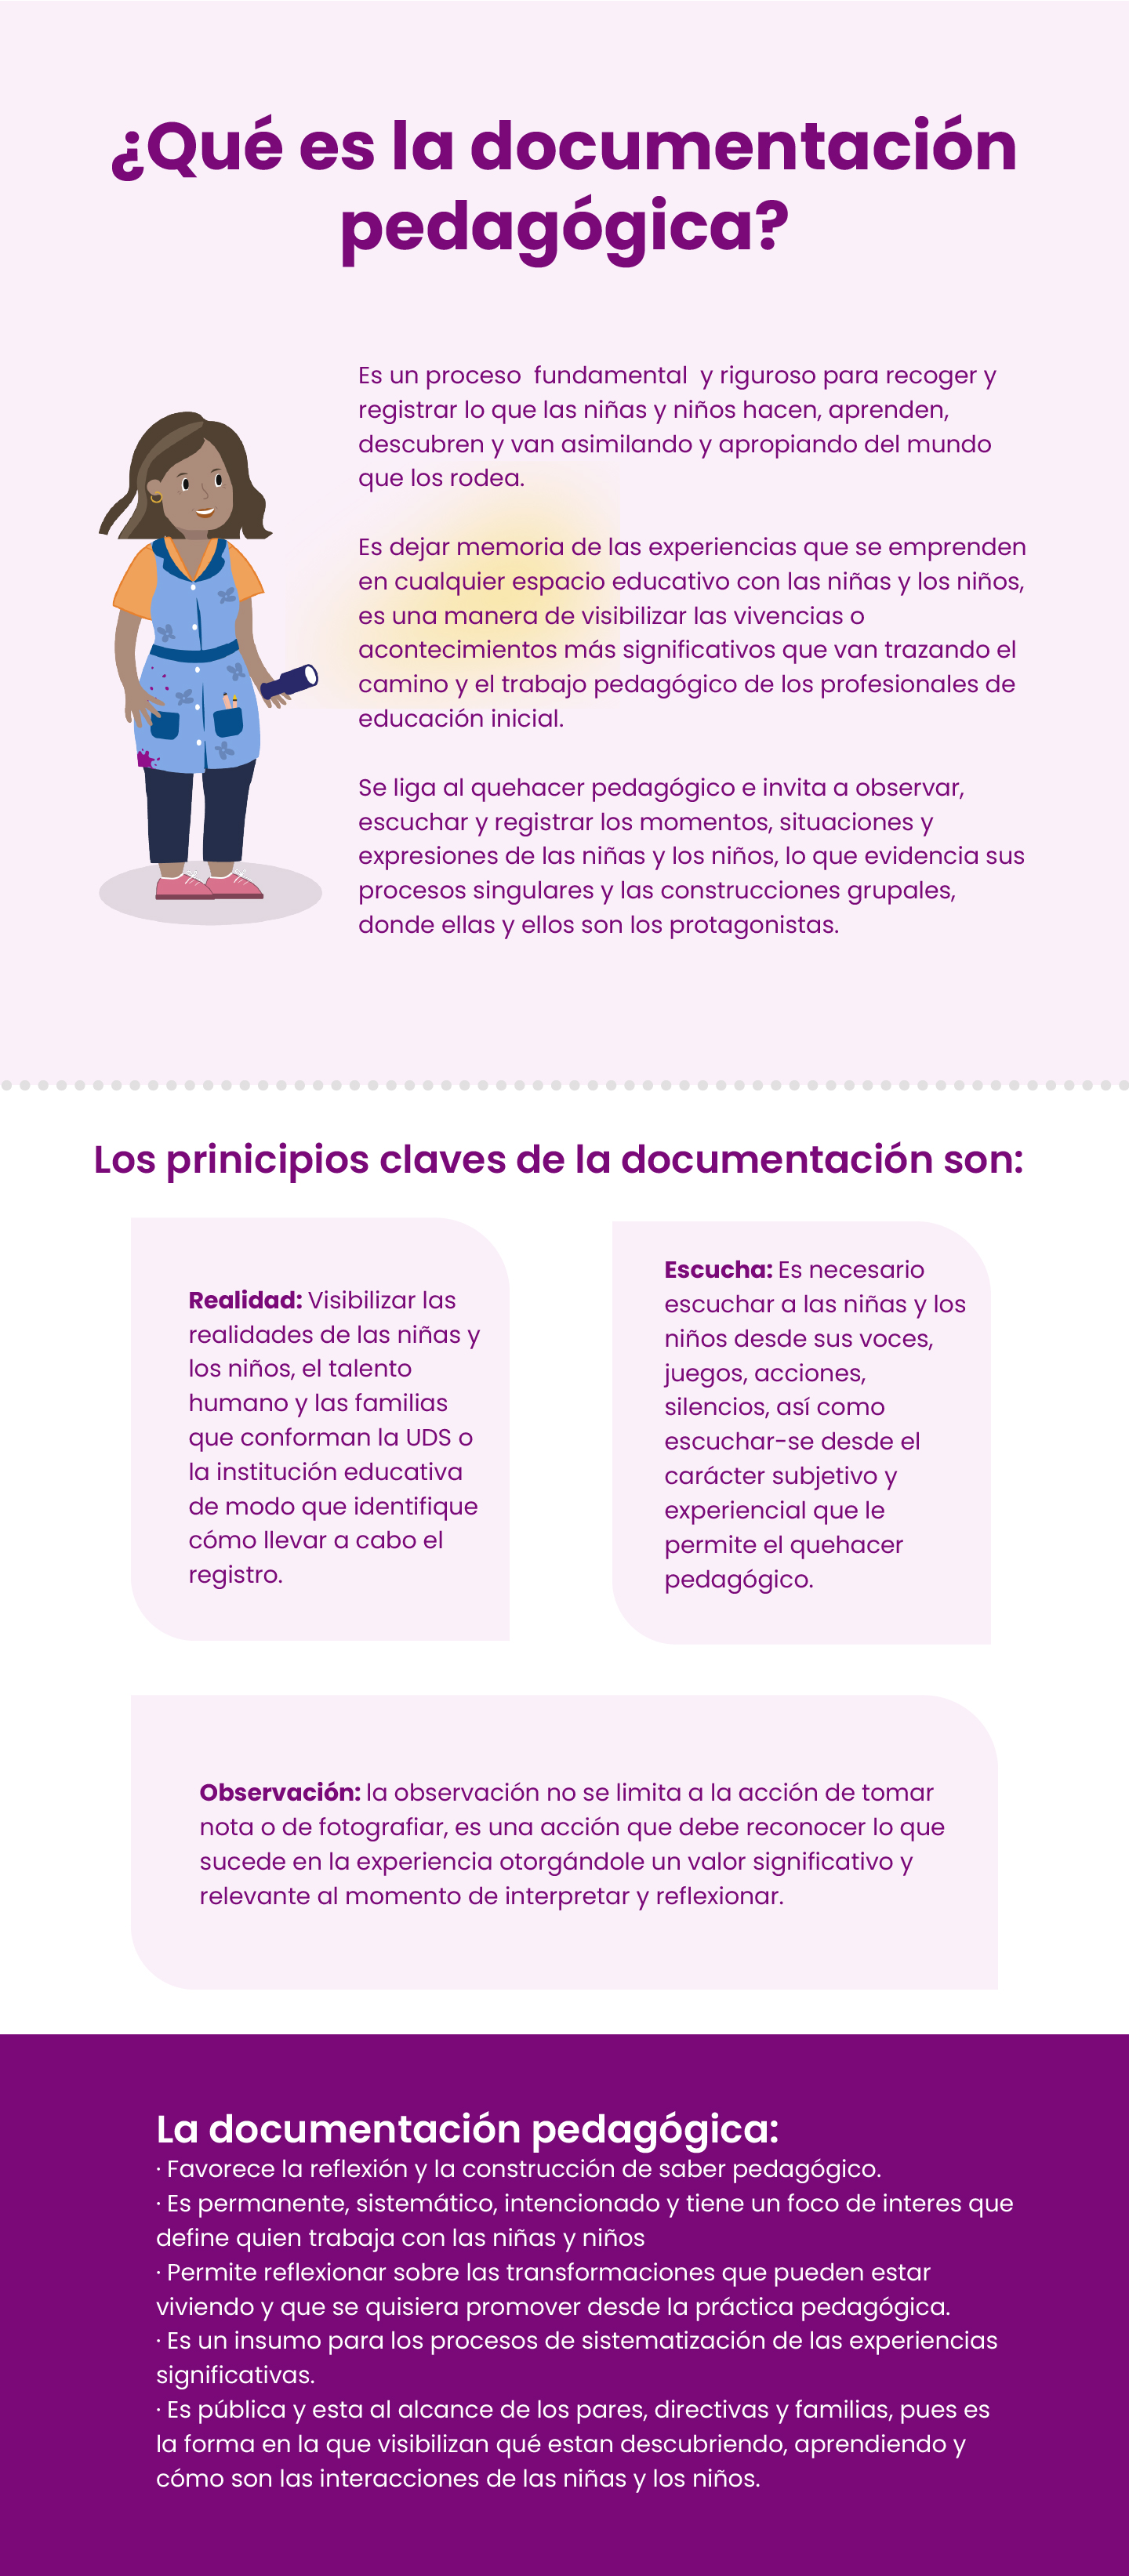 ¿Qué es la documentación
pedagógica?
Es un proceso  fundamental  y riguroso para recoger y
registrar lo que las niñas y niños hacen, aprenden,
descubren y van asimilando y apropiando del mundo
que los rodea.
Es dejar memoria de las experiencias que se emprenden
en cualquier espacio educativo con las niñas y los niños,
es una manera de visibilizar las vivencias o
acontecimientos más significativos que van trazando el
camino y el trabajo pedagógico de los profesionales de
educación inicial.
Se liga al quehacer pedagógico e invita a observar,
escuchar y registrar los momentos, situaciones y
expresiones de las niñas y los niños, lo que evidencia sus
procesos singulares y las construcciones grupales,
donde ellas y ellos son los protagonistas.
Los prinicipios claves de la documentación son:
Realidad: Visibilizar las
realidades de las niñas y
los niños, el talento
humano y las familias
que conforman la UDS o
la institución educativa
de modo que identifique
cómo llevar a cabo el
registro.
Escucha: Es necesario
escuchar a las niñas y los
niños desde sus voces,
juegos, acciones,
silencios, así como
escuchar-se desde el
carácter subjetivo y
experiencial que le
permite el quehacer
pedagógico.
Observación: la observación no se limita a la acción de tomar
nota o de fotografiar, es una acción que debe reconocer lo que
sucede en la experiencia otorgándole un valor significativo y
relevante al momento de interpretar y reflexionar.
La documentación pedagógica:
· Favorece la reflexión y la construcción de saber pedagógico.
· Es permanente, sistemático, intencionado y tiene un foco de interes que
define quien trabaja con las niñas y niños
· Permite reflexionar sobre las transformaciones que pueden estar
viviendo y que se quisiera promover desde la práctica pedagógica.
· Es un insumo para los procesos de sistematización de las experiencias
significativas.
· Es pública y esta al alcance de los pares, directivas y familias, pues es
la forma en la que visibilizan qué estan descubriendo, aprendiendo y
cómo son las interacciones de las niñas y los niños.